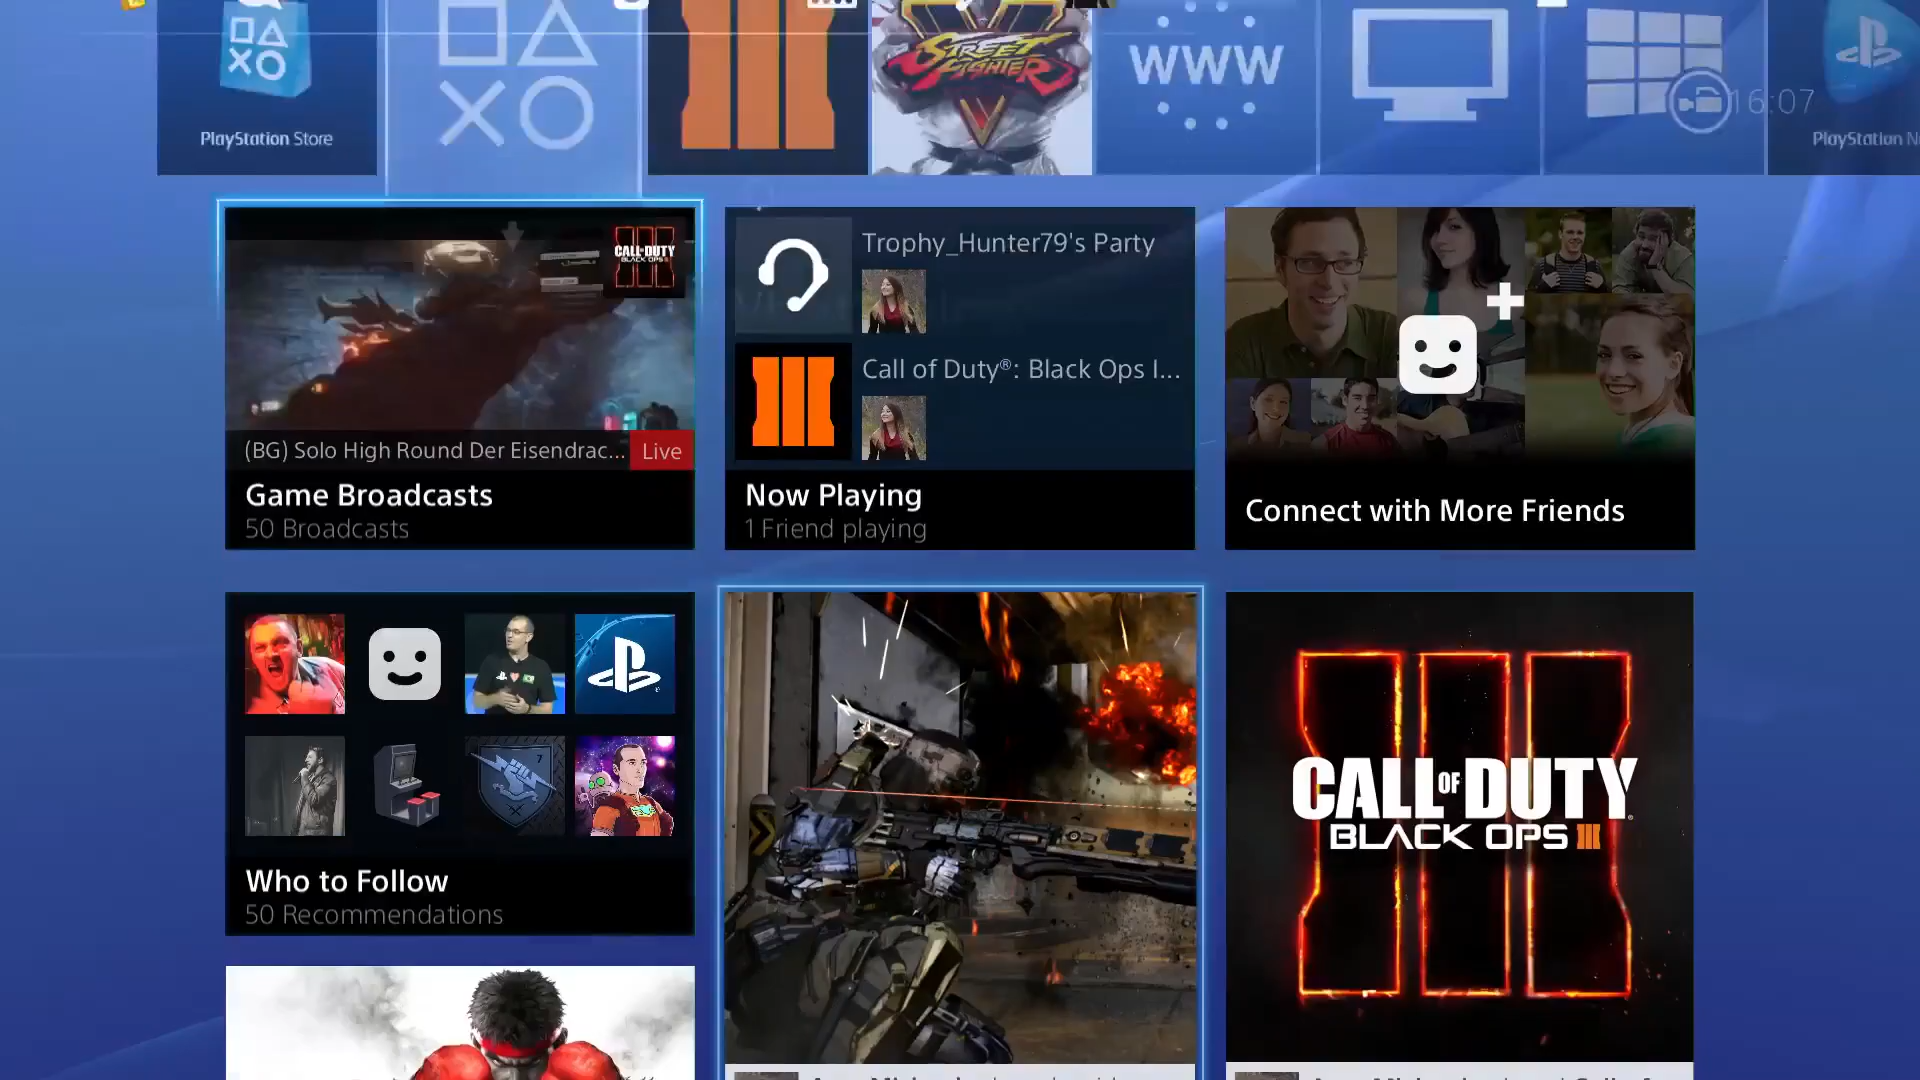 PlayStation Store
STREET FIGHTER V
WWW
16:07
PlayStation N
CALL OF DUTY
BLACK OPS III
(BG) Solo High Round Der Eisendrac...
Live
Game Broadcasts
50 Broadcasts
Trophy_Hunter79's Party
Call of Duty®: Black Ops I...
Now Playing
1 Friend playing
Connect with More Friends
Who to Follow
50 Recommendations
CALL OF DUTY
BLACK OPS III